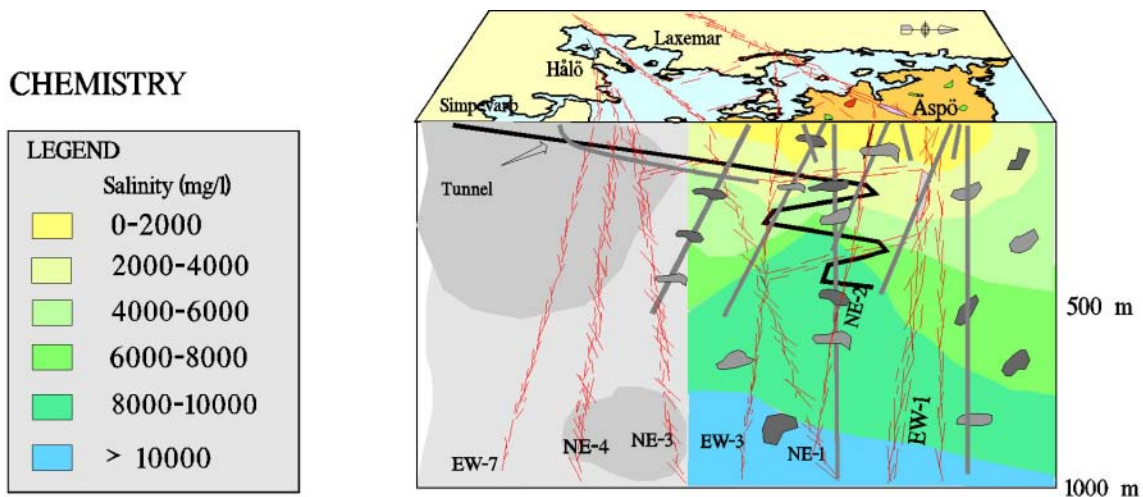 CHEMISTRY
LEGEND
Salinity (mg/l)
0-2000
2000-4000
4000-6000
6000-8000
8000-10000
> 10000
Laxemar
Hålö
Simpevarp
Äspö
Tunnel
500 m
NE-2
EW-1
EW-7
NE-4
NE-3
EW-3
NE-1
1000 m